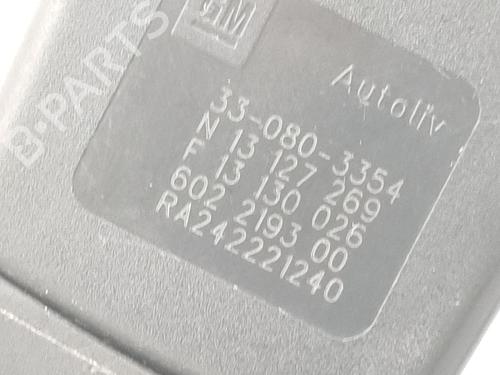 GM
Autoliv
33-080-3354
N 13 127 269
F 13 130 026
602 2193 00
RA242221240
B-PARTS